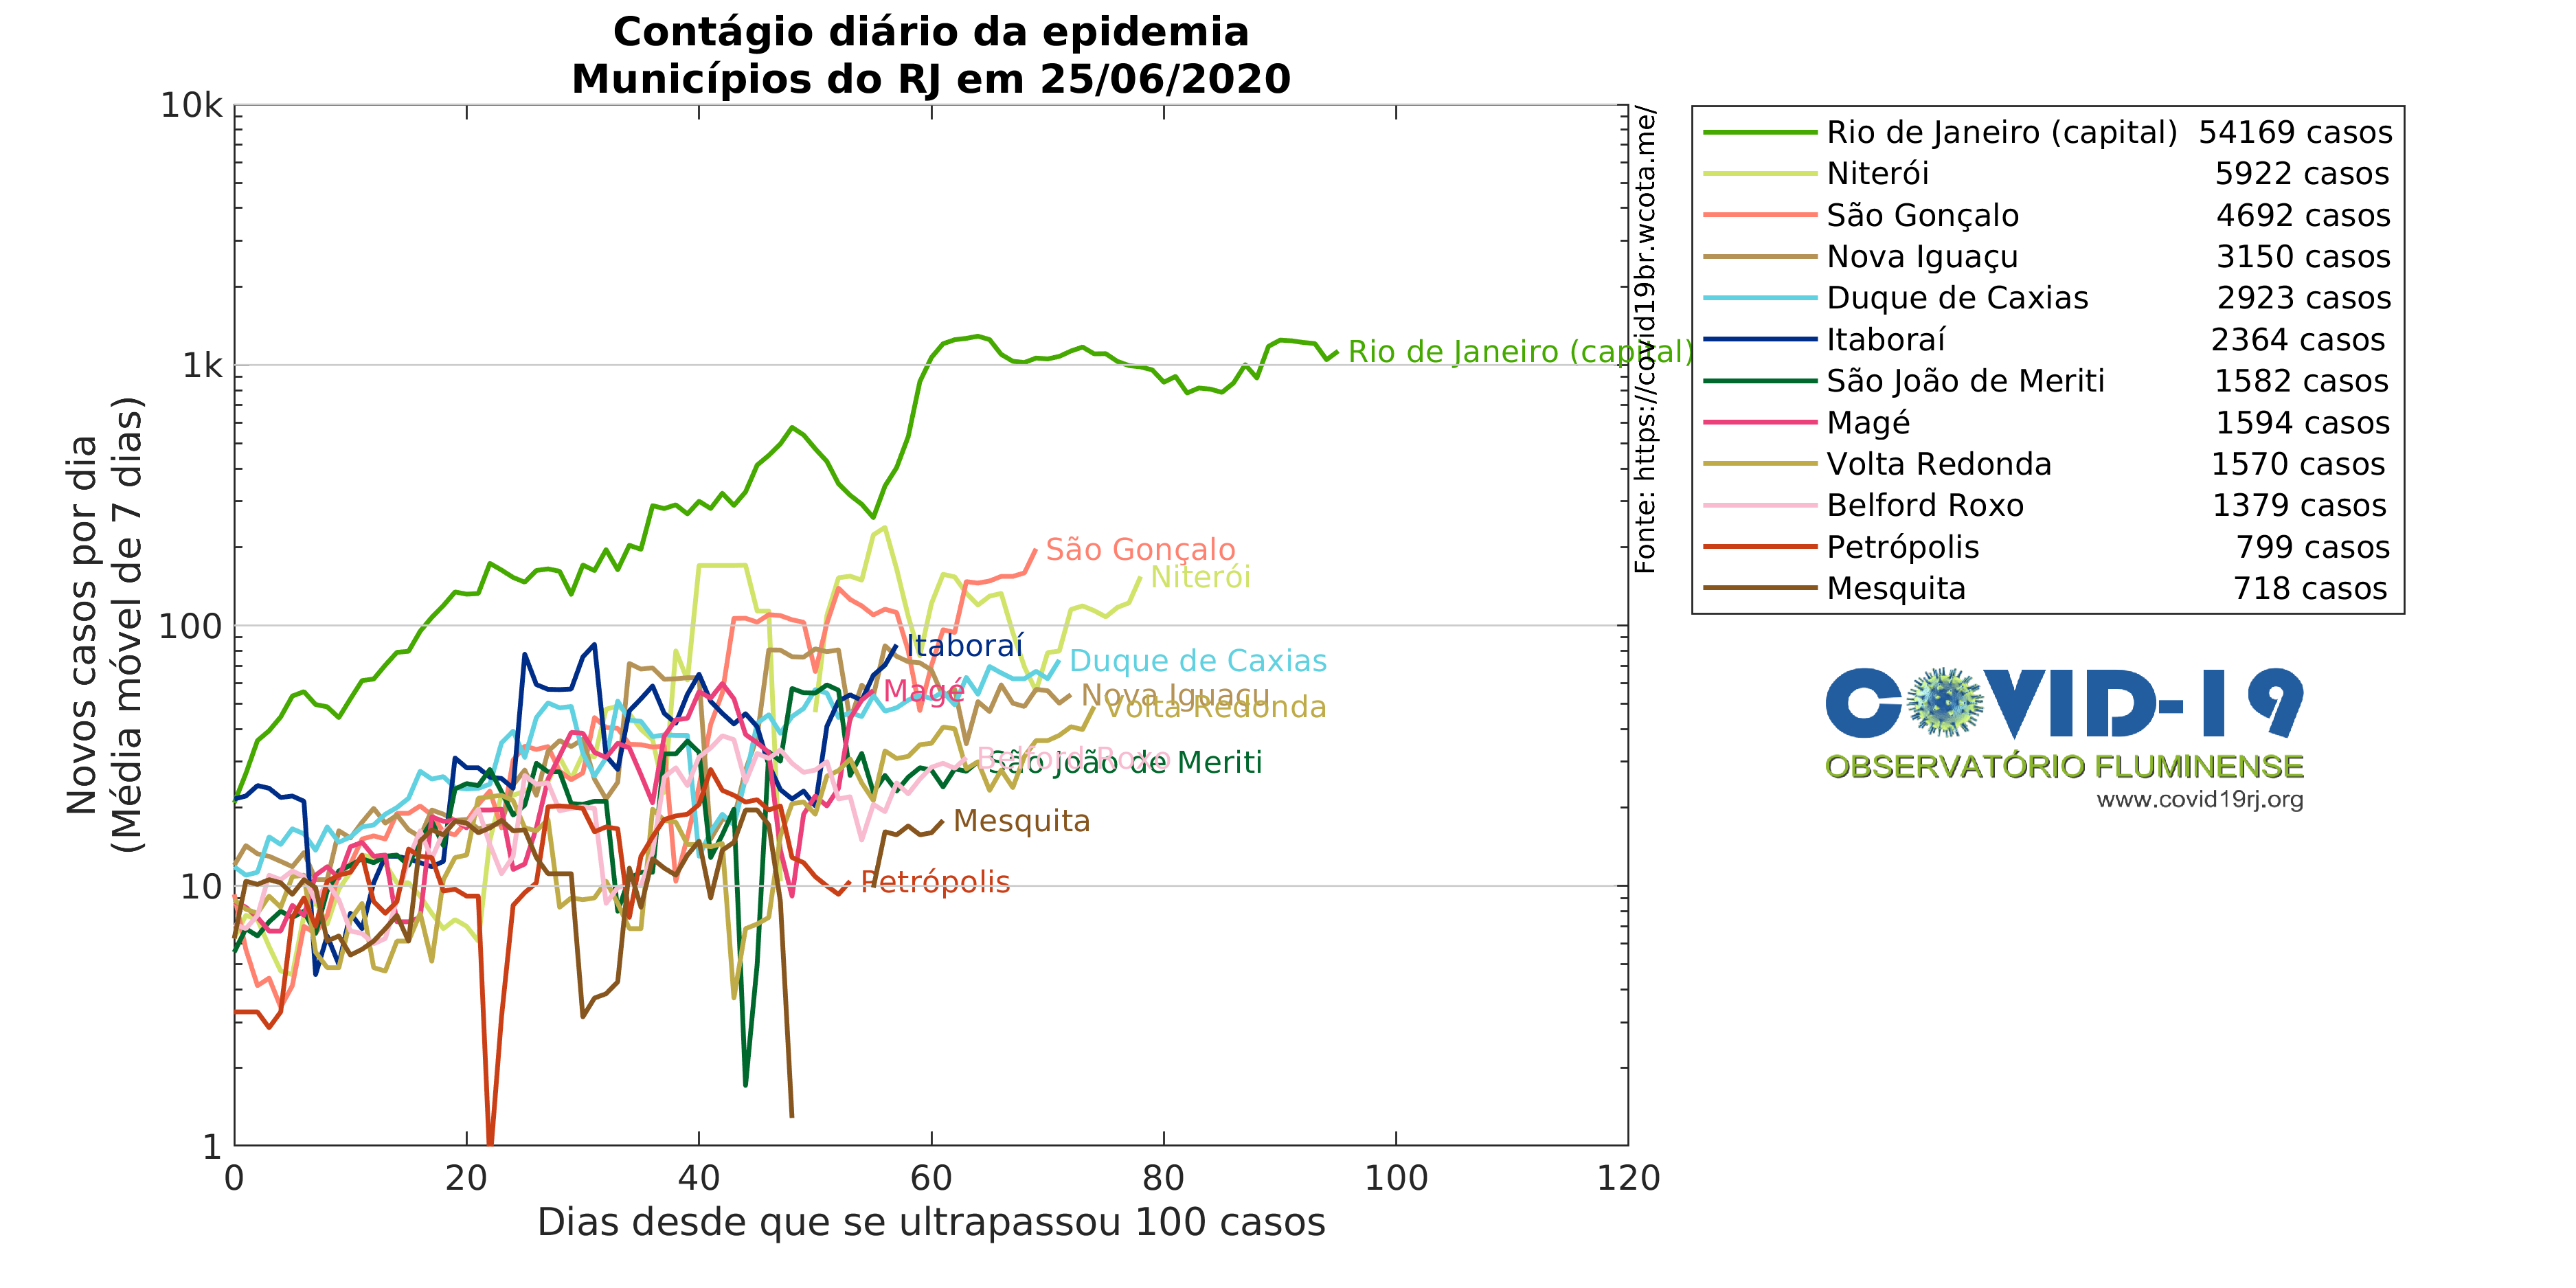 Contágio diário da epidemia
Municípios do RJ em 25/06/2020
Novos casos por dia
(Média móvel de 7 dias)
10k
1k
100
10
1
0 20 40 60 80 100 120
Dias desde que se ultrapassou 100 casos
Rio de Janeiro (capital)
São Gonçalo
Niterói
Itaboraí
Duque de Caxias
Magé
Nova Iguaçu
Volta Redonda
Belford Roxo
São João de Meriti
Mesquita
Petrópolis
Fonte: https://covid19br.wcota.me/
Rio de Janeiro (capital) 54169 casos
Niterói 5922 casos
São Gonçalo 4692 casos
Nova Iguaçu 3150 casos
Duque de Caxias 2923 casos
Itaboraí 2364 casos
São João de Meriti 1582 casos
Magé 1594 casos
Volta Redonda 1570 casos
Belford Roxo 1379 casos
Petrópolis 799 casos
Mesquita 718 casos
COVID-19
OBSERVATÓRIO FLUMINENSE
www.covid19rj.org